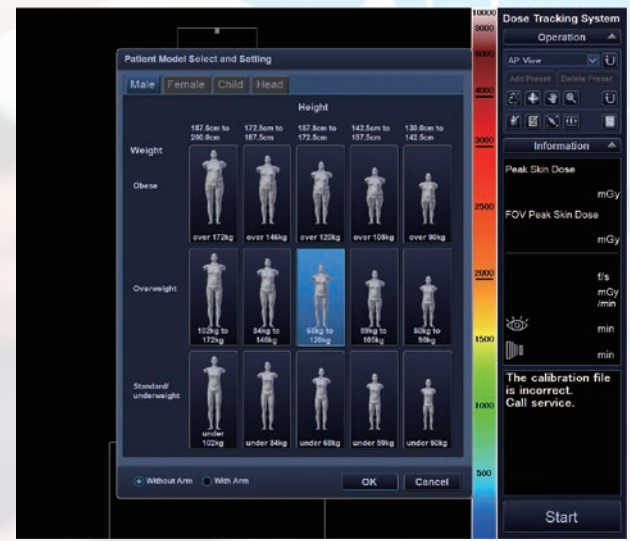 Patient Model Select and Setting
Male Female Child Head
Height
187.5cm to 200.0cm
172.5cm to 187.5cm
157.5cm to 172.5cm
142.5cm to 157.5cm
130.0cm to 142.5cm
Weight
Obese
over 172kg over 146kg over 120kg over 105kg over 90kg
Overweight
102kg to 172kg
84kg to 146kg
68kg to 120kg
59kg to 105kg
50kg to 90kg
Standard/
underweight
under 102kg
under 84kg under 68kg under 59kg under 50kg
Without Arm With Arm OK Cancel
10000
8000
6000
4000
3000
2500
2000
1500
1000
500
Dose Tracking System
Operation
AP View
Add Preset Delete Preset
Information
Peak Skin Dose
mGy
FOV Peak Skin Dose
mGy
f/s
mGy
/min
min
min
The calibration file
is incorrect.
Call service.
Start